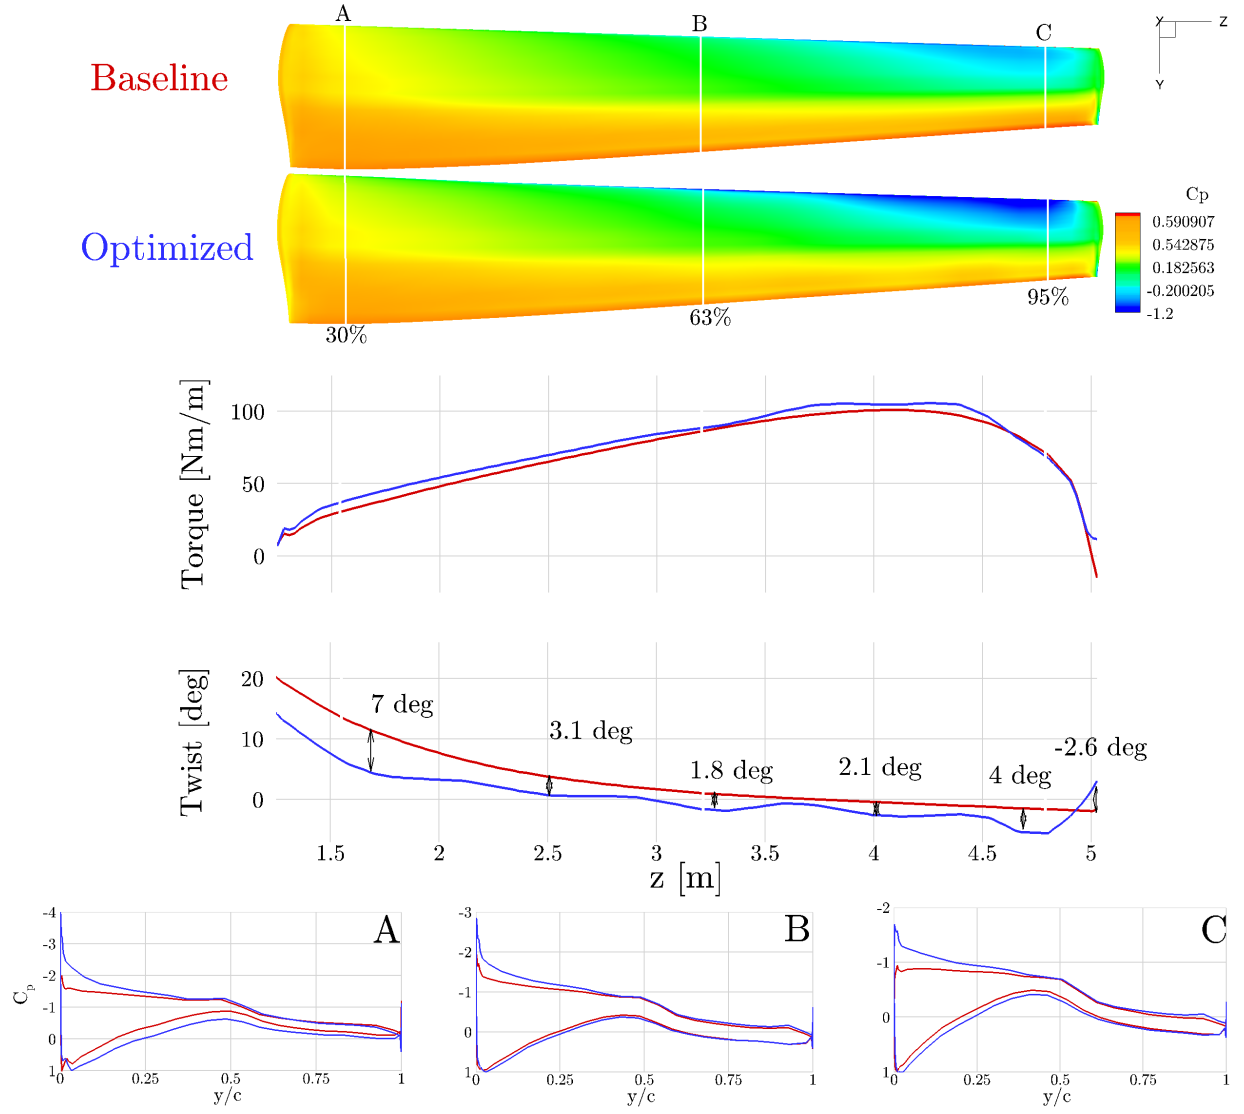 A
B
C
X
Z
Y
Baseline
Optimized
Cp
0.590907
0.542875
0.182563
-0.200205
-1.2
30%
63%
95%
Torque [Nm/m]
100
50
0
Twist [deg]
20
10
0
7 deg
3.1 deg
1.8 deg
2.1 deg
4 deg
-2.6 deg
1.5
2
2.5
3
3.5
4
4.5
5
z [m]
A
-4
-3
-2
-1
0
1
Cp
0
0.25
0.5
0.75
1
y/c
B
-3
-2
-1
0
1
0
0.25
0.5
0.75
1
y/c
C
-2
-1
0
1
0
0.25
0.5
0.75
1
y/c